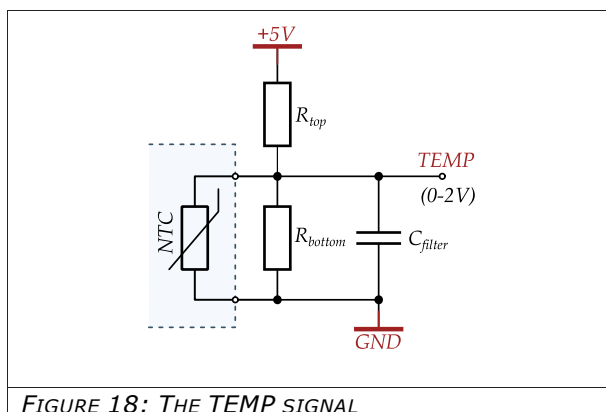 +5V
R_top
TEMP
(0-2V)
NTC
R_bottom
C_filter
GND
FIGURE 18: THE TEMP SIGNAL